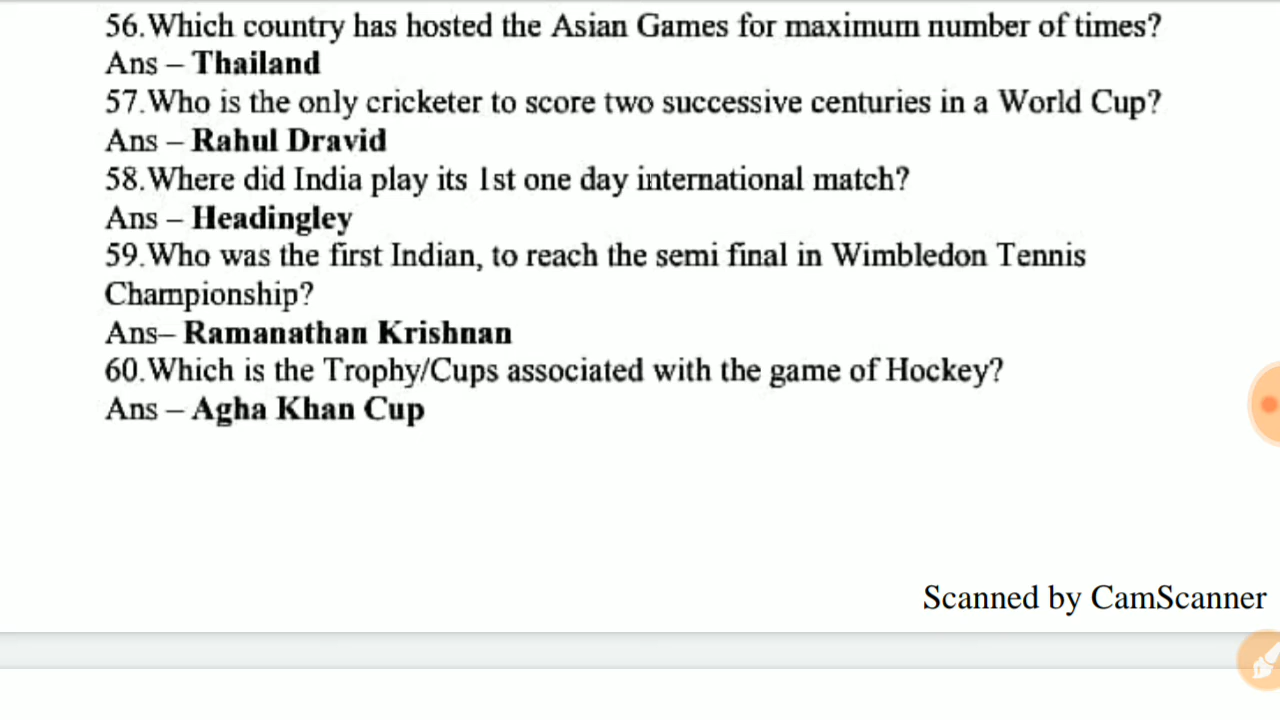 56.Which country has hosted the Asian Games for maximum number of times?
Ans – Thailand
57.Who is the only cricketer to score two successive centuries in a World Cup?
Ans – Rahul Dravid
58.Where did India play its 1st one day international match?
Ans – Headingley
59.Who was the first Indian, to reach the semi final in Wimbledon Tennis
Championship?
Ans– Ramanathan Krishnan
60.Which is the Trophy/Cups associated with the game of Hockey?
Ans – Agha Khan Cup
Scanned by CamScanner